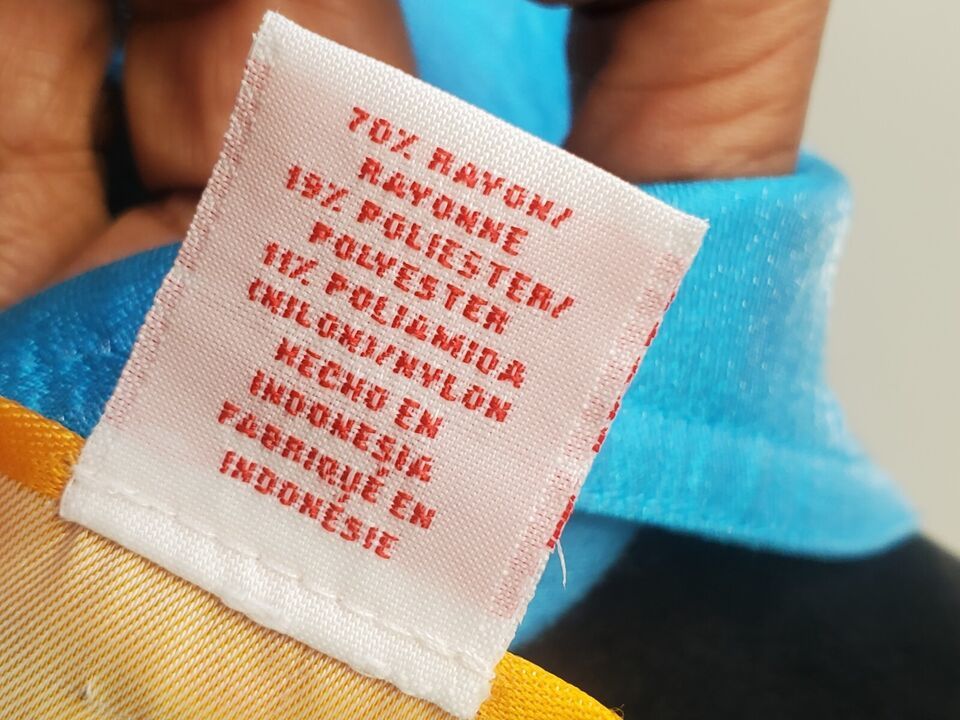 70% RAYON/
RAYONNE
19% POLIESTER/
POLYESTER
11% POLIAMIDA
(NILON)/NYLON
HECHO EN
INDONESIA
FABRIQUÉ EN
INDONÉSIE